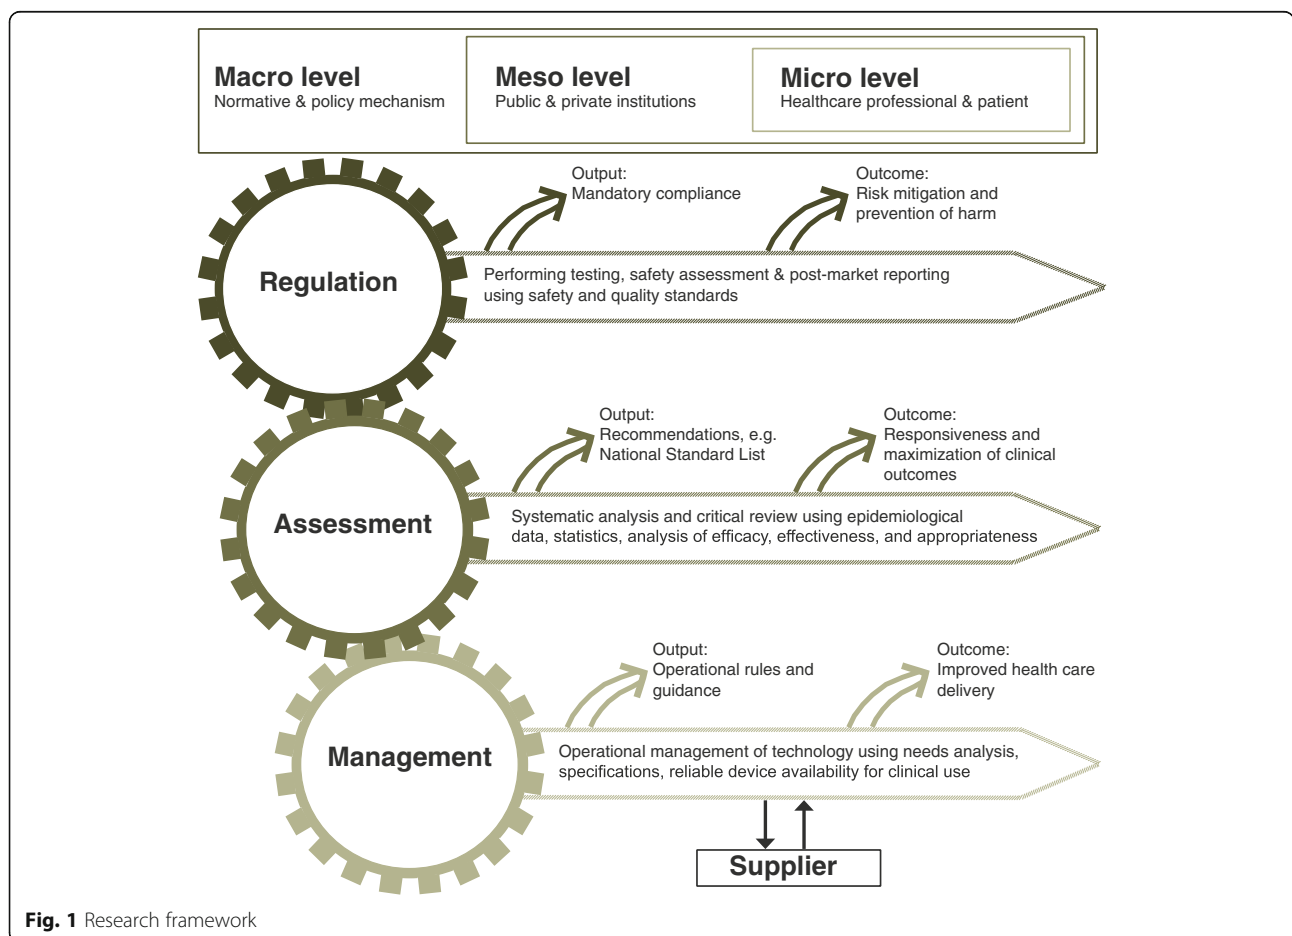 Macro level
Normative & policy mechanism
Meso level
Public & private institutions
Micro level
Healthcare professional & patient
Regulation
Output:
Mandatory compliance
Outcome:
Risk mitigation and
prevention of harm
Performing testing, safety assessment & post-market reporting
using safety and quality standards
Assessment
Output:
Recommendations, e.g.
National Standard List
Outcome:
Responsiveness and
maximization of clinical
outcomes
Systematic analysis and critical review using epidemiological
data, statistics, analysis of efficacy, effectiveness, and appropriateness
Management
Output:
Operational rules and
guidance
Outcome:
Improved health care
delivery
Operational management of technology using needs analysis,
specifications, reliable device availability for clinical use
Supplier
Fig. 1 Research framework